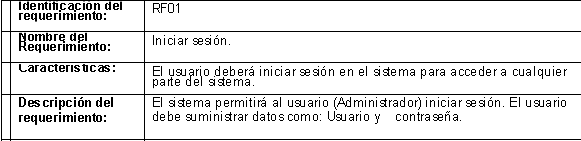 Identificación del
requerimiento:
RF01
Nombre del
Requerimiento:
Iniciar sesión.
Características:
El usuario deberá iniciar sesión en el sistema para acceder a cualquier
parte del sistema.
Descripción del
requerimiento:
El sistema permitirá al usuario (Administrador) iniciar sesión. El usuario
debe suministrar datos como: Usuario y contraseña.